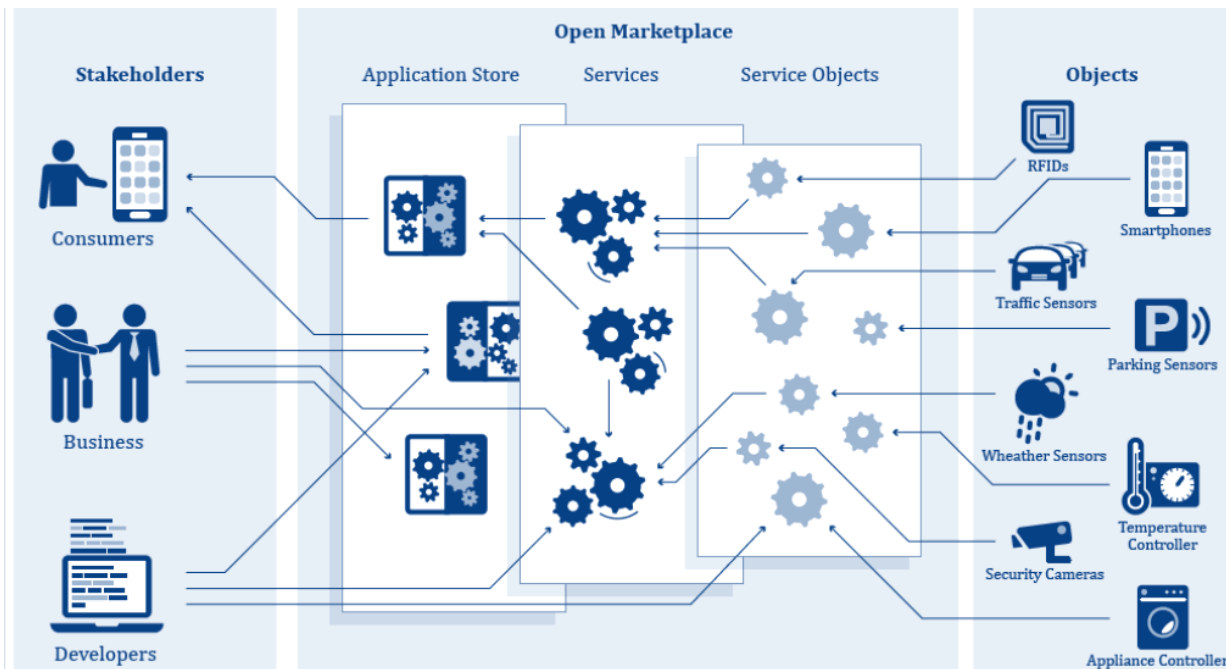 Open Marketplace
Stakeholders
Application Store
Services
Service Objects
Objects
Consumers
Business
Developers
RFIDs
Smartphones
Traffic Sensors
P
Parking Sensors
Wheather Sensors
Temperature
Controller
Security Cameras
Appliance Controller